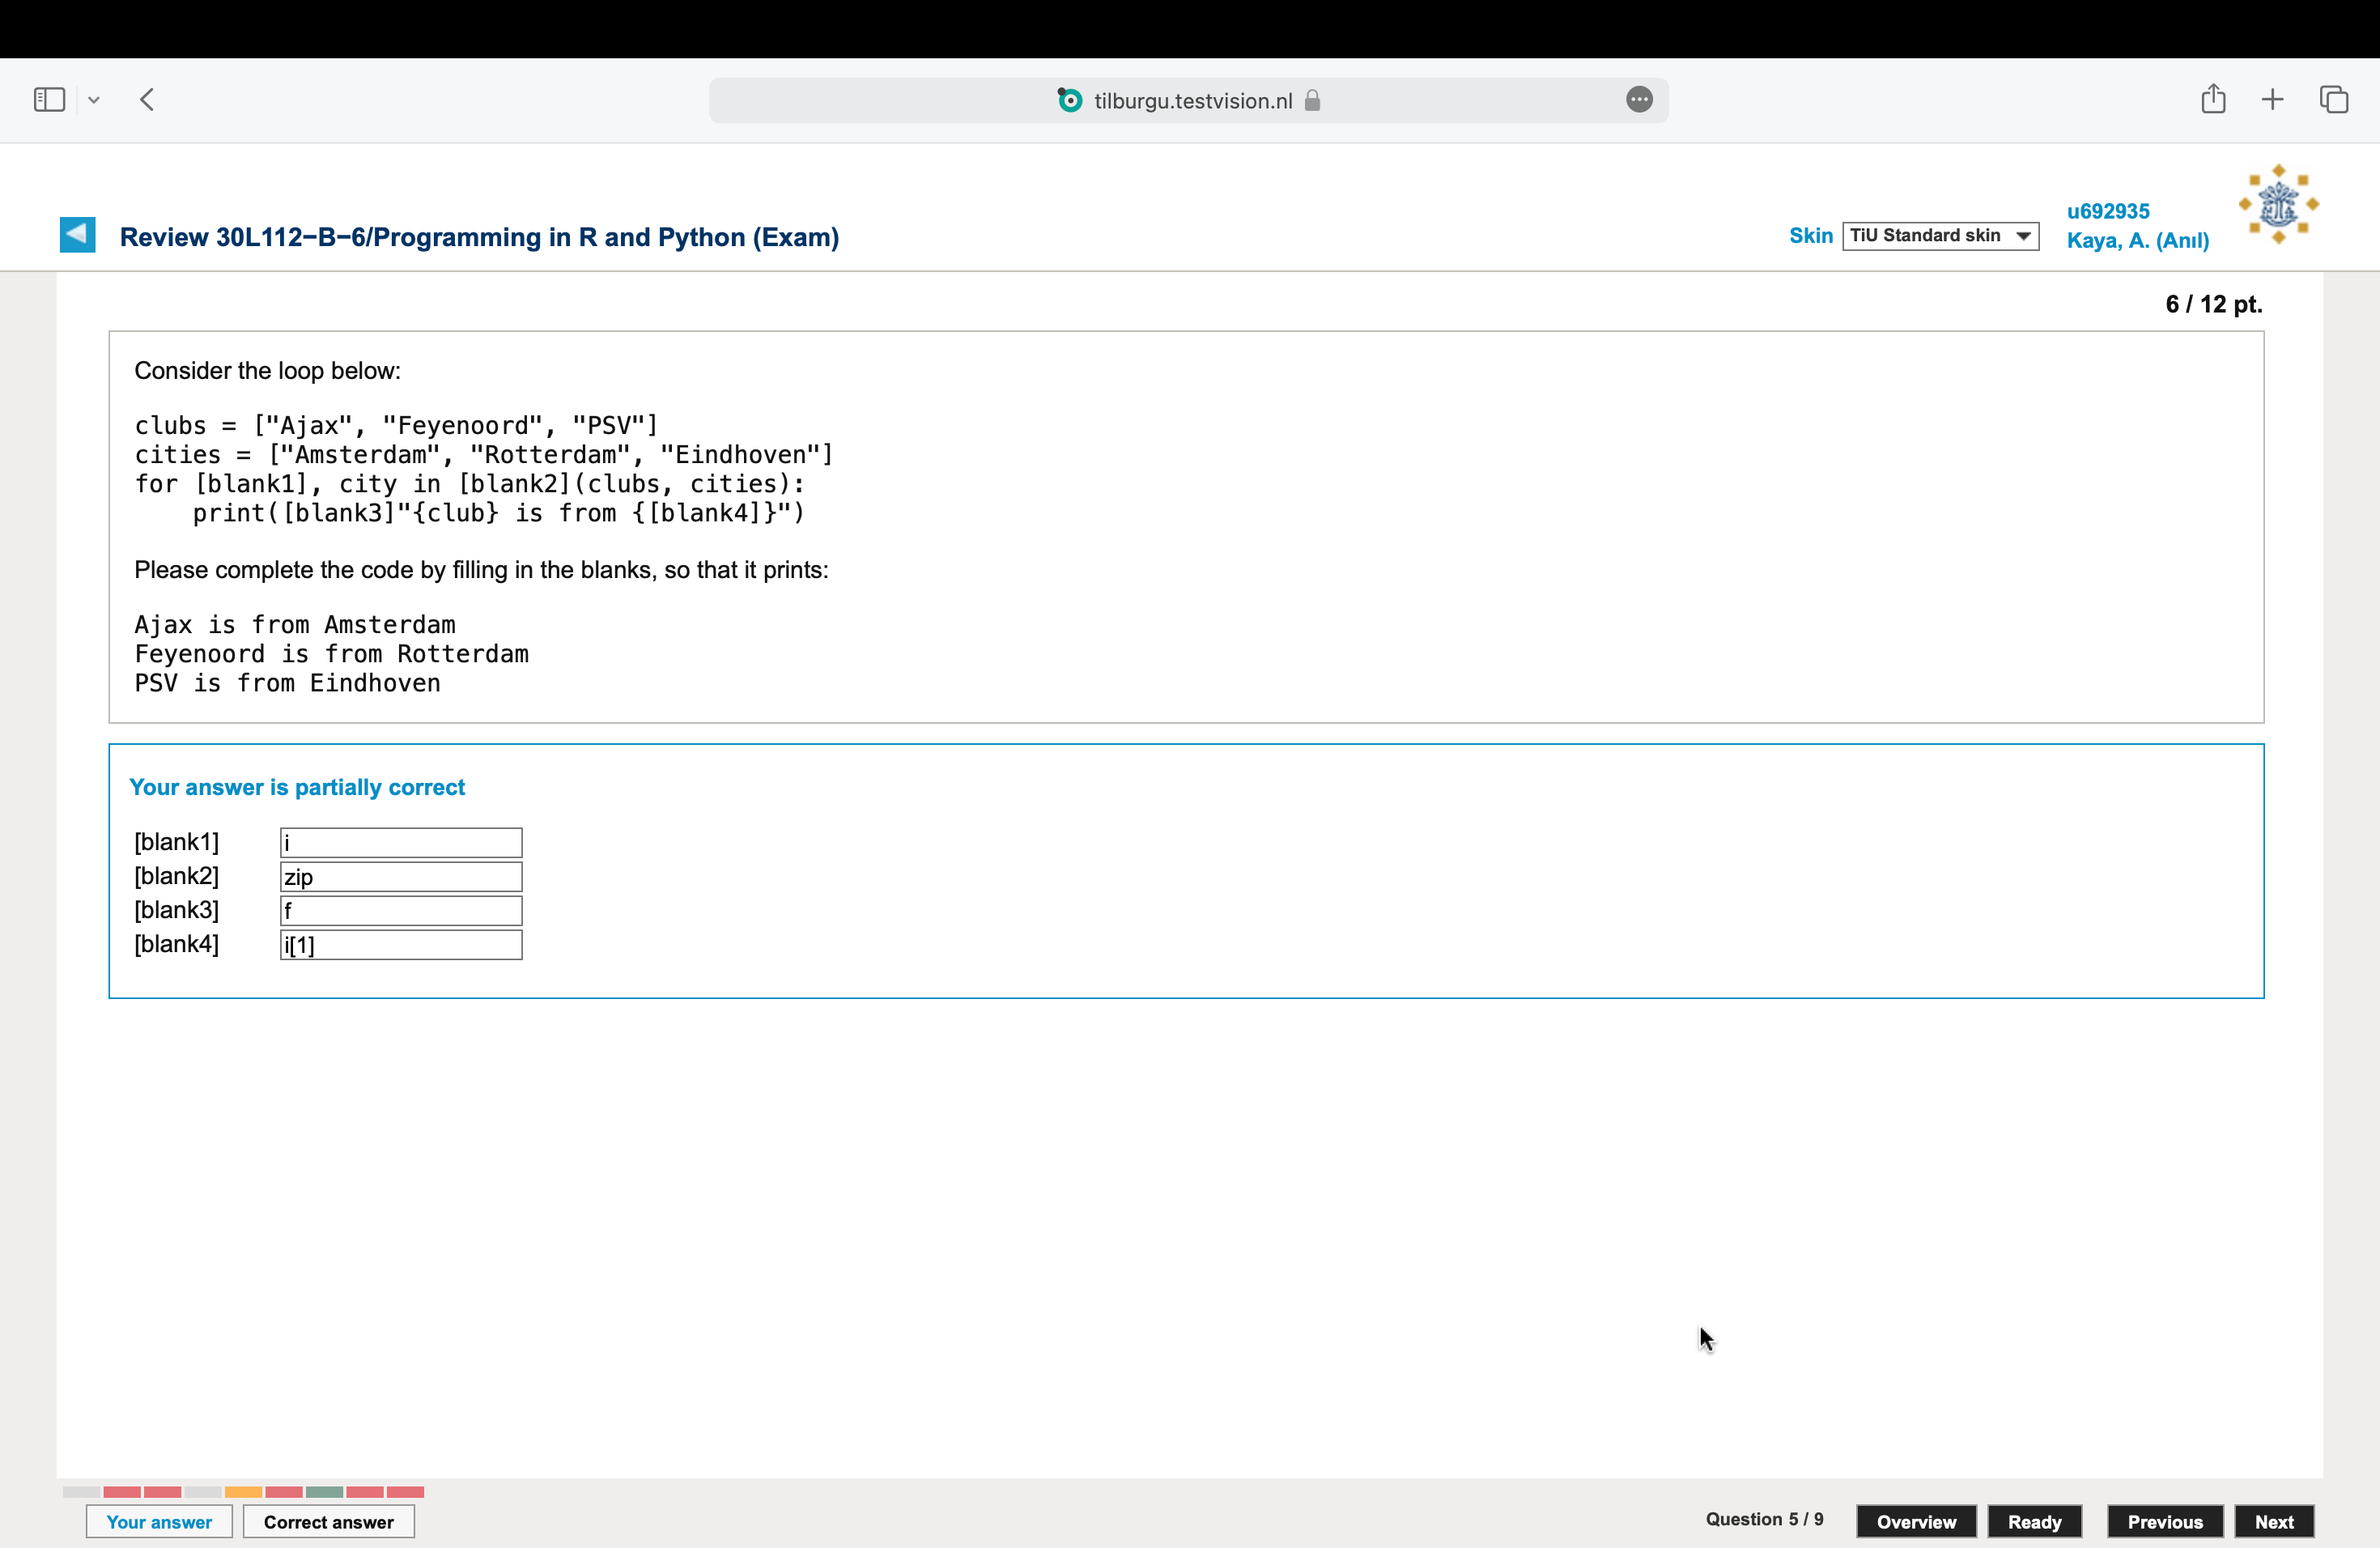 tilburgu.testvision.nl
Review 30L112-B-6/Programming in R and Python (Exam)
Skin TiU Standard skin
u692935
Kaya, A. (Anıl)
6 / 12 pt.
Consider the loop below:
clubs = ["Ajax", "Feyenoord", "PSV"]
cities = ["Amsterdam", "Rotterdam", "Eindhoven"]
for [blank1], city in [blank2](clubs, cities):
    print([blank3]"{club} is from {[blank4]}")
Please complete the code by filling in the blanks, so that it prints:
Ajax is from Amsterdam
Feyenoord is from Rotterdam
PSV is from Eindhoven
Your answer is partially correct
[blank1] i
[blank2] zip
[blank3] f
[blank4] i[1]
Your answer Correct answer Question 5 / 9 Overview Ready Previous Next